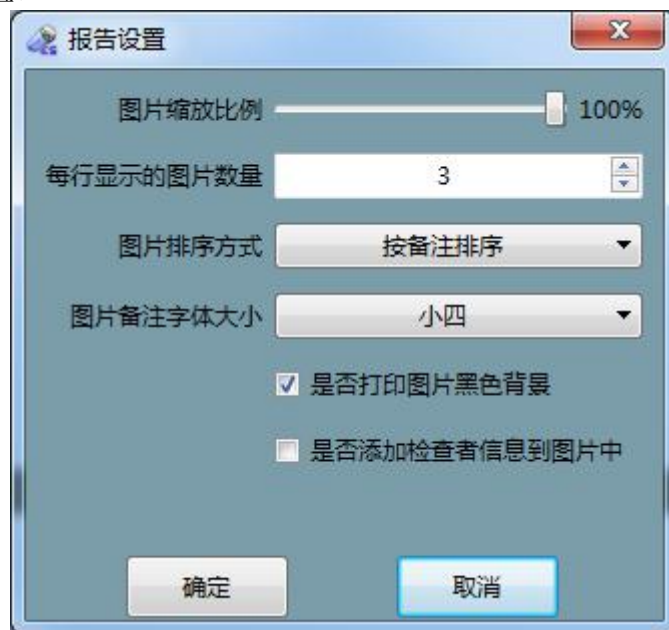 报告设置
图片缩放比例 100%
每行显示的图片数量 3
图片排序方式 按备注排序
图片备注字体大小 小四
是否打印图片黑色背景
是否添加检查者信息到图片中
确定 取消